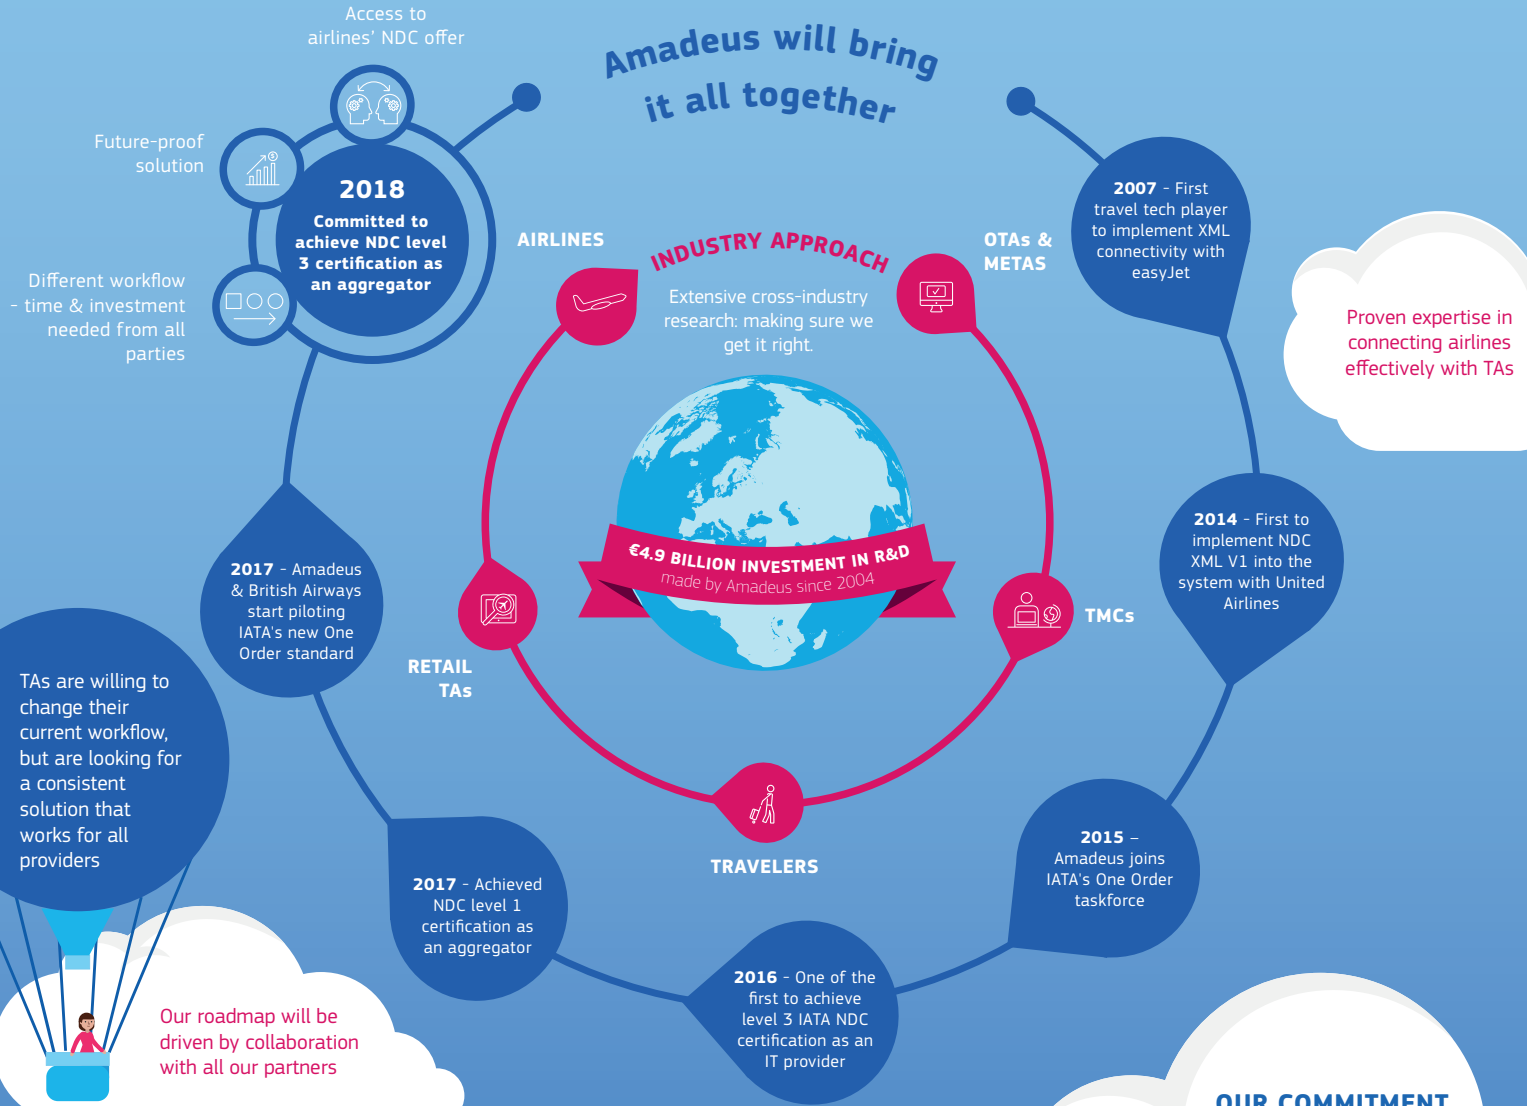 Amadeus will bring
it all together
Access to
airlines' NDC offer
Future-proof
solution
Different workflow
- time & investment
needed from all
parties
2018
Committed to
achieve NDC level
3 certification as
an aggregator
AIRLINES
INDUSTRY APPROACH
Extensive cross-industry
research: making sure we
get it right.
OTAs &
METAS
2007 - First
travel tech player
to implement XML
connectivity with
easyJet
Proven expertise in
connecting airlines
effectively with TAs
2014 - First to
implement NDC
XML V1 into the
system with United
Airlines
€4.9 BILLION INVESTMENT IN R&D
made by Amadeus since 2004
TMCs
RETAIL
TAs
TRAVELERS
2017 - Amadeus
& British Airways
start piloting
IATA's new One
Order standard
TAs are willing to
change their
current workflow,
but are looking for
a consistent
solution that
works for all
providers
2015 –
Amadeus joins
IATA's One Order
taskforce
2017 - Achieved
NDC level 1
certification as
an aggregator
2016 - One of the
first to achieve
level 3 IATA NDC
certification as an
IT provider
Our roadmap will be
driven by collaboration
with all our partners
OUR COMMITMENT